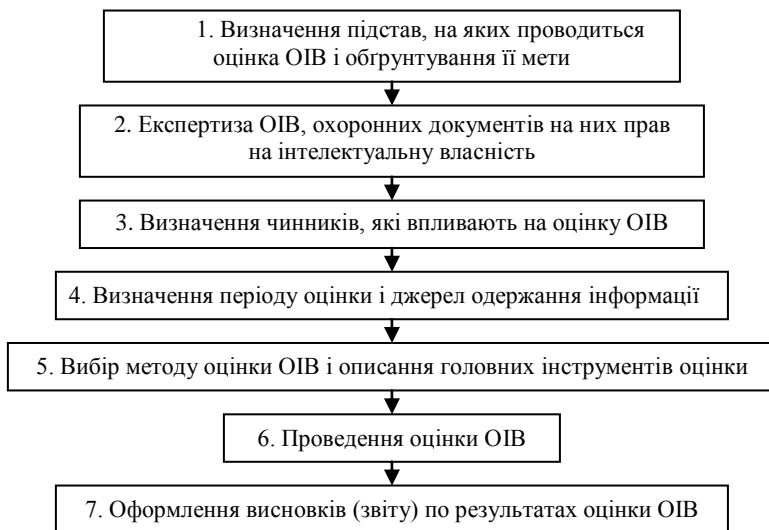 1. Визначення підстав, на яких проводиться
оцінка ОІВ і обґрунтування її мети
2. Експертиза ОІВ, охоронних документів на них прав
на інтелектуальну власність
3. Визначення чинників, які впливають на оцінку ОІВ
4. Визначення періоду оцінки і джерел одержання інформації
5. Вибір методу оцінки ОІВ і описання головних інструментів оцінки
6. Проведення оцінки ОІВ
7. Оформлення висновків (звіту) по результатах оцінки ОІВ